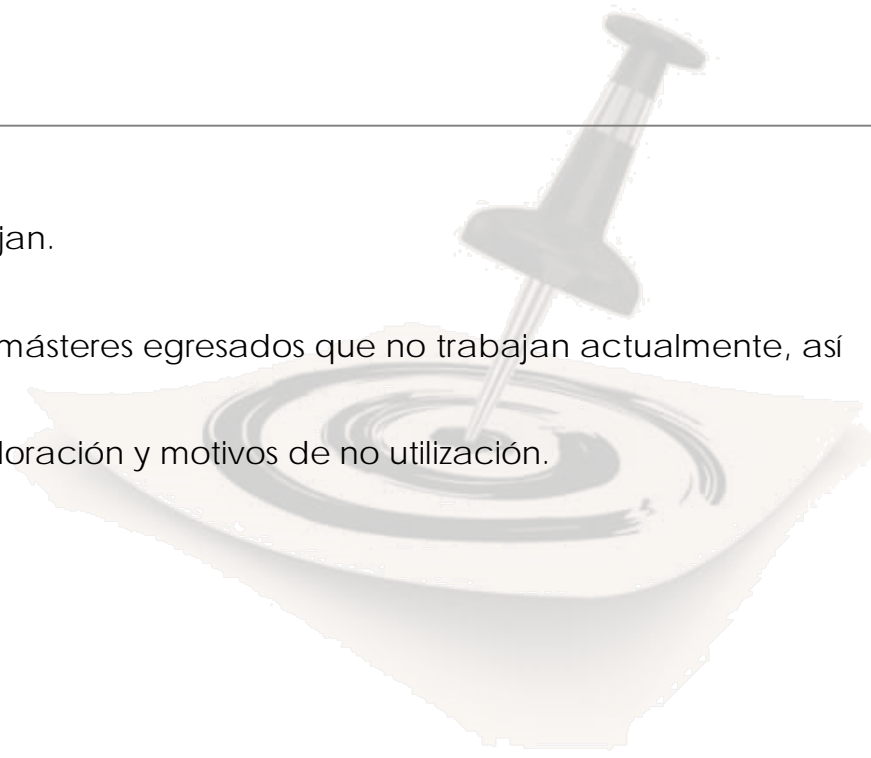 jan.
másteres egresados que no trabajan actualmente, así
loración y motivos de no utilización.